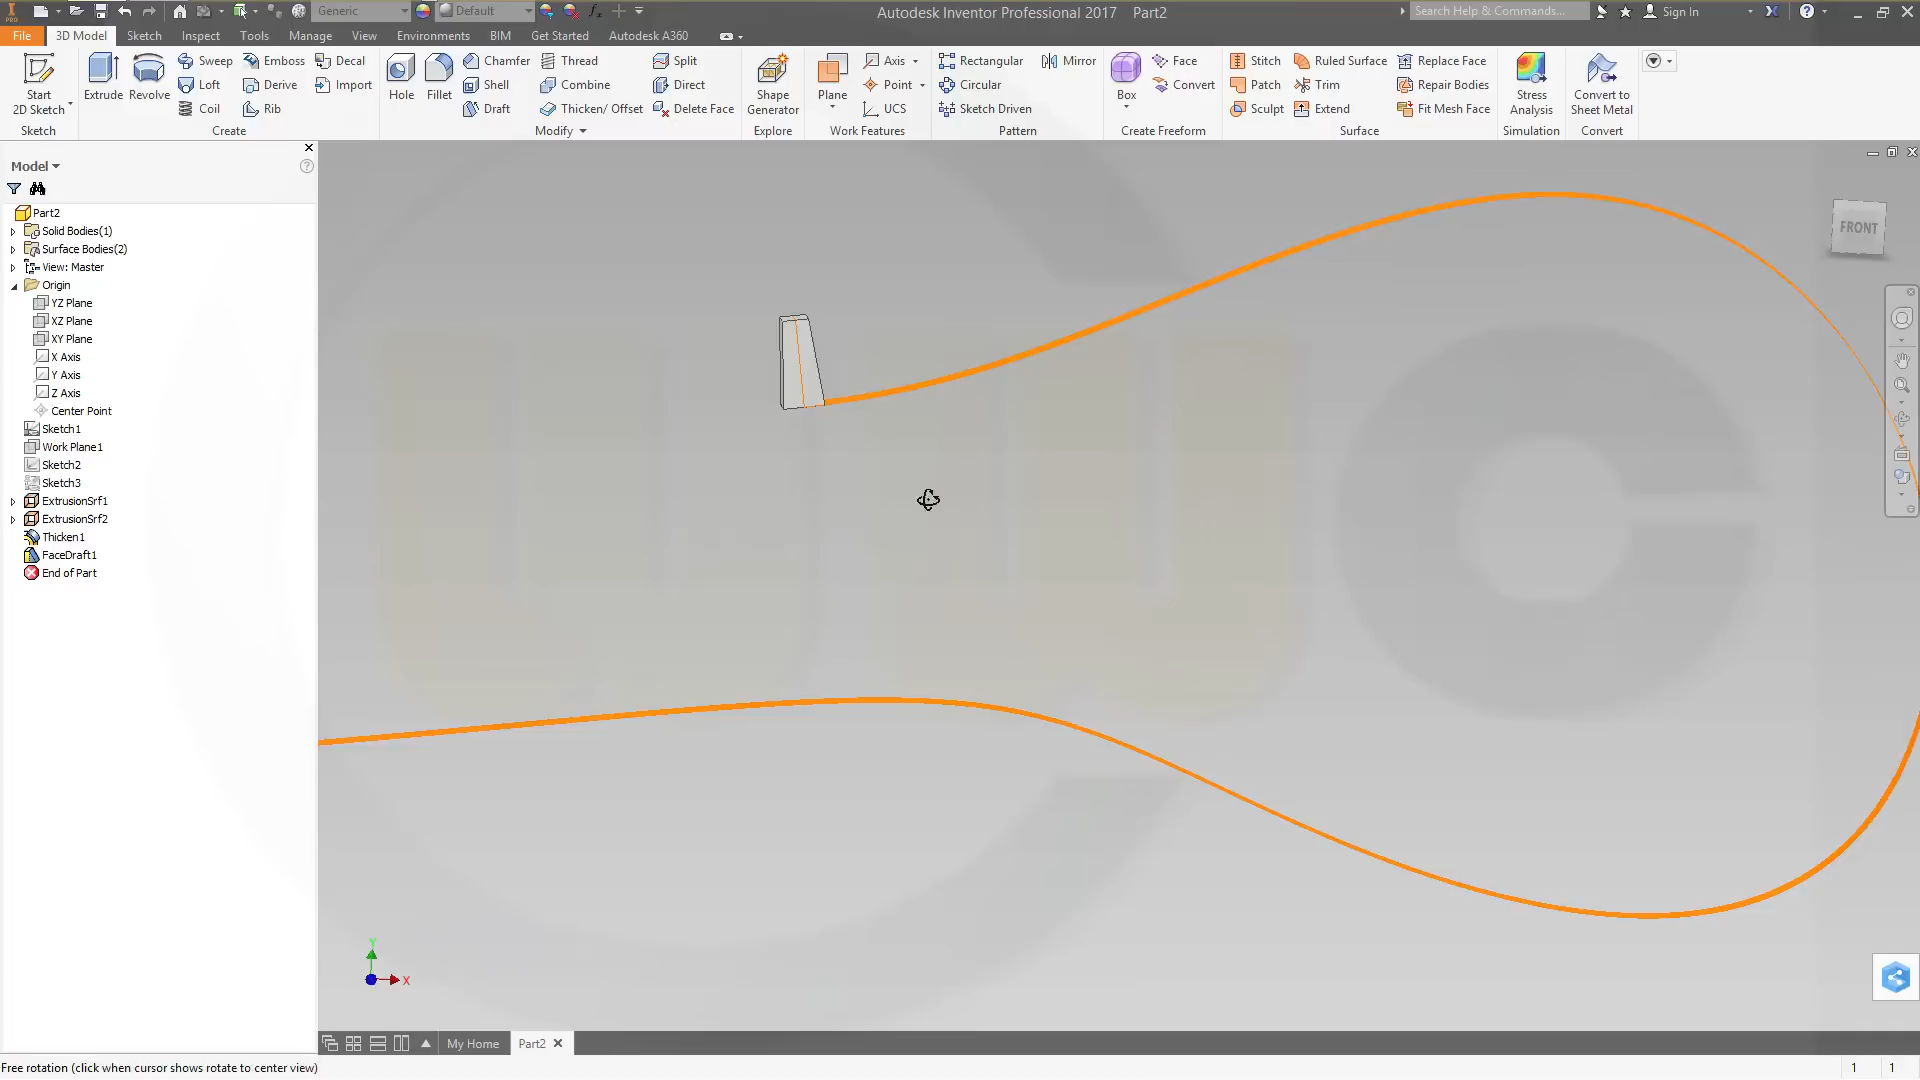 Generic
Default
Autodesk Inventor Professional 2017 Part2
Search Help & Commands...
Sign In
File
3D Model
Sketch
Inspect
Tools
Manage
View
Environments
BIM
Get Started
Autodesk A360
Start
2D Sketch
Sketch
Extrude
Revolve
Sweep
Loft
Coil
Emboss
Derive
Rib
Decal
Import
Create
Hole
Fillet
Chamfer
Shell
Draft
Thread
Combine
Thicken/ Offset
Split
Direct
Delete Face
Modify
Shape
Generator
Explore
Plane
Axis
Point
UCS
Work Features
Rectangular
Circular
Sketch Driven
Mirror
Pattern
Box
Face
Convert
Create Freeform
Stitch
Patch
Sculpt
Ruled Surface
Trim
Extend
Replace Face
Repair Bodies
Fit Mesh Face
Surface
Stress
Analysis
Simulation
Convert to
Sheet Metal
Convert
Model
Part2
Solid Bodies(1)
Surface Bodies(2)
View: Master
Origin
YZ Plane
XZ Plane
XY Plane
X Axis
Y Axis
Z Axis
Center Point
Sketch1
Work Plane1
Sketch2
Sketch3
ExtrusionSrf1
ExtrusionSrf2
Thicken1
FaceDraft1
End of Part
FRONT
Y
X
My Home
Part2
Free rotation (click when cursor shows rotate to center view)
1 1